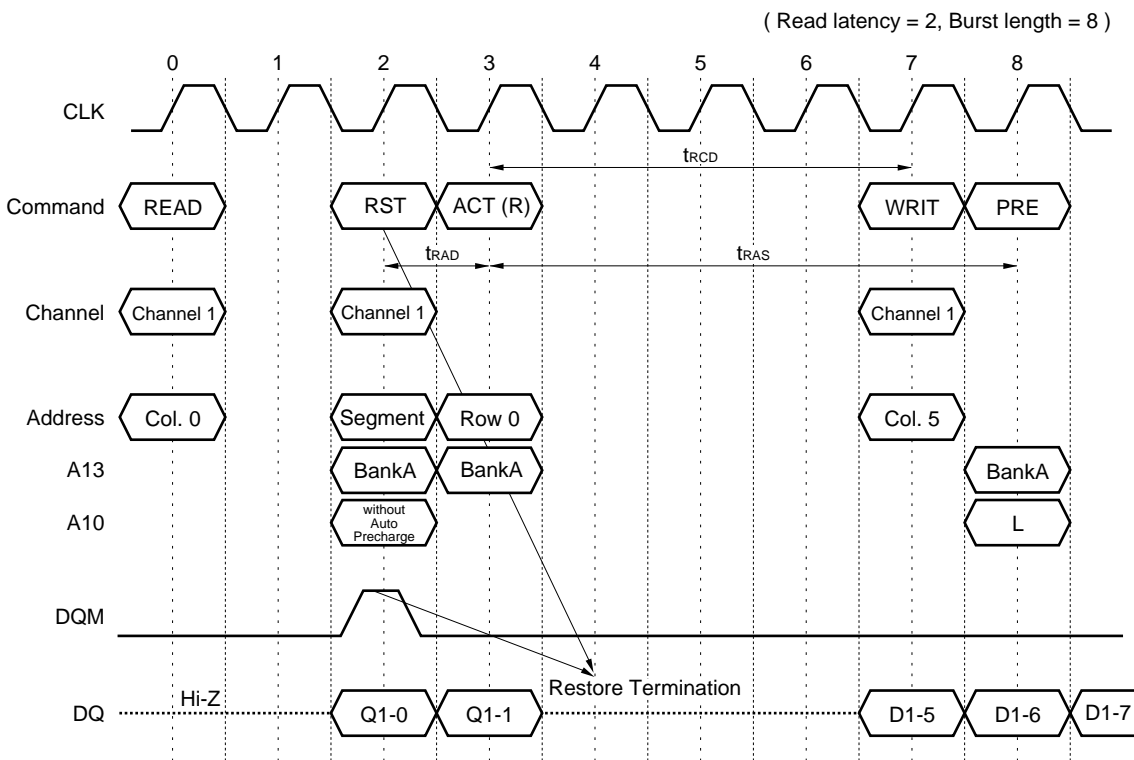 ( Read latency = 2, Burst length = 8 )
0 1 2 3 4 5 6 7 8
CLK
tRCD
Command READ RST ACT (R) WRIT PRE
tRAD tRAS
Channel Channel 1 Channel 1 Channel 1
Address Col. 0 Segment Row 0 Col. 5
A13 BankA BankA BankA
A10 without Auto Precharge L
DQM
Restore Termination
Hi-Z
DQ Q1-0 Q1-1 D1-5 D1-6 D1-7